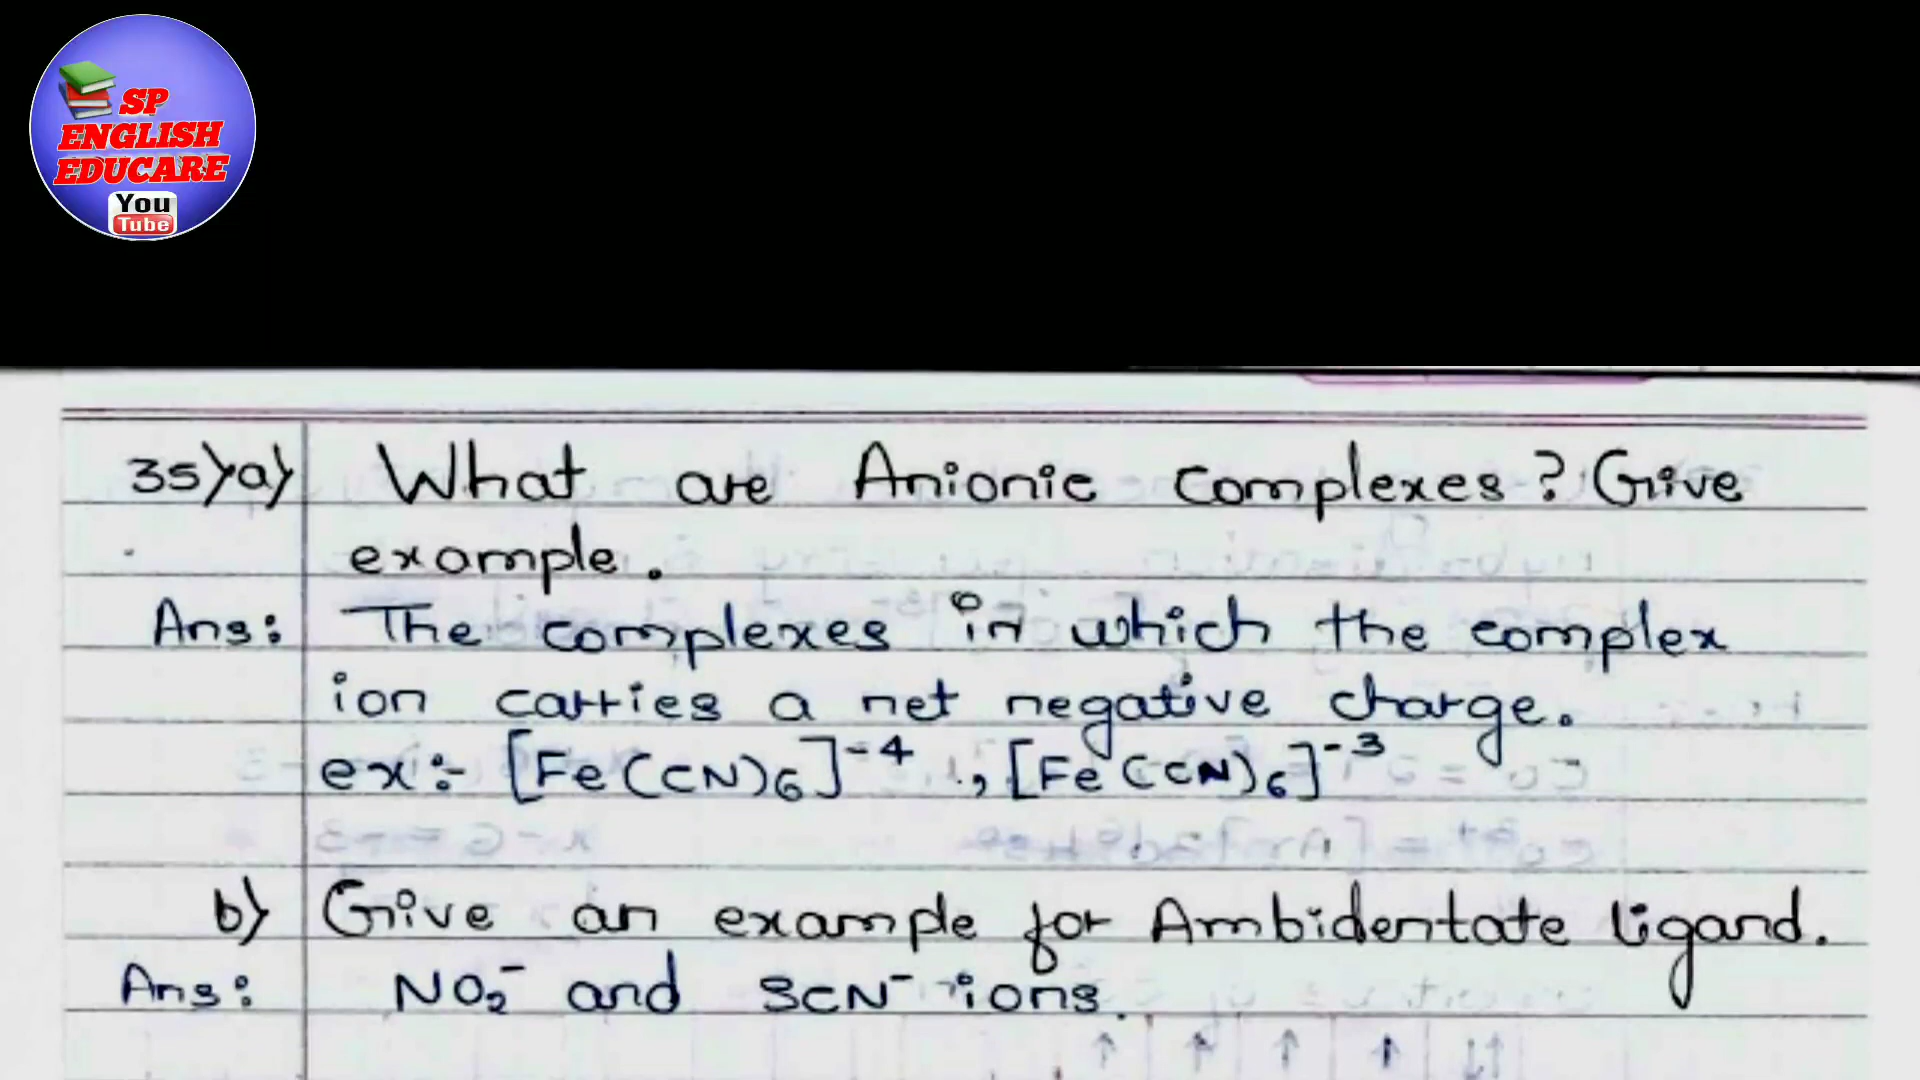 SP
ENGLISH
EDUCARE
You
Tube
35) a) What are Anionic Complexes? Give
example.
Ans: The complexes in which the complex
ion carries a net negative charge.
ex:- [Fe(CN)6]⁻⁴, [Fe(CN)6]⁻³
b) Give an example for Ambidentate ligand.
Ans: NO₂⁻ and SCN⁻ ions.